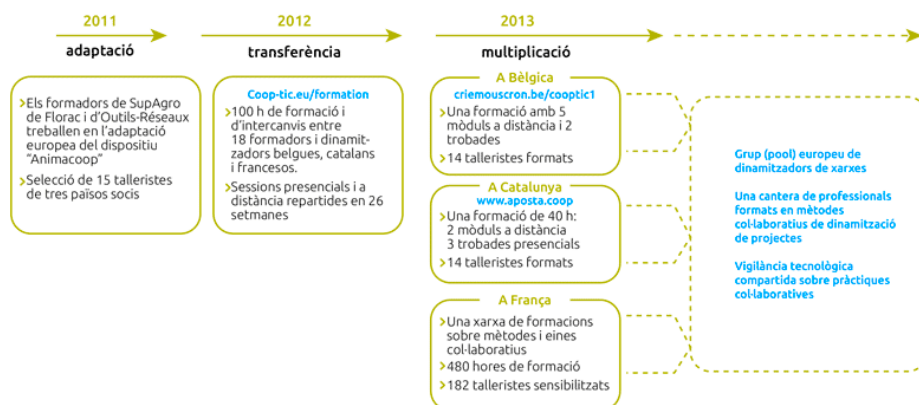 2011
adaptació
Els formadors de SupAgro
de Florac i d'Outils-Réseaux
treballen en l'adaptació
europea del dispositiu
"Animacoop"
Selecció de 15 talleristes
de tres països socis
2012
transferència
Coop-tic.eu/formation
100 h de formació i
d'intercanvis entre
18 formadors i dinamit-
zadors belgues, catalans
i francesos.
Sessions presencials i a
distància repartides en 26
setmanes
2013
multiplicació
A Bèlgica
criemouscron.be/cooptic1
Una formació amb 5
mòduls a distància i 2
trobades
14 talleristes formats
A Catalunya
www.aposta.coop
Una formació de 40 h:
2 mòduls a distància
3 trobades presencials
14 talleristes formats
A França
Una xarxa de formacions
sobre mètodes i eines
col·laboratius
480 hores de formació
182 talleristes sensibilitzats
Grup (pool) europeu de
dinamitzadors de xarxes
Una cantera de professionals
formats en mètodes
col·laboratius de dinamització
de projectes
Vigilància tecnològica
compartida sobre pràctiques
col·laboratives